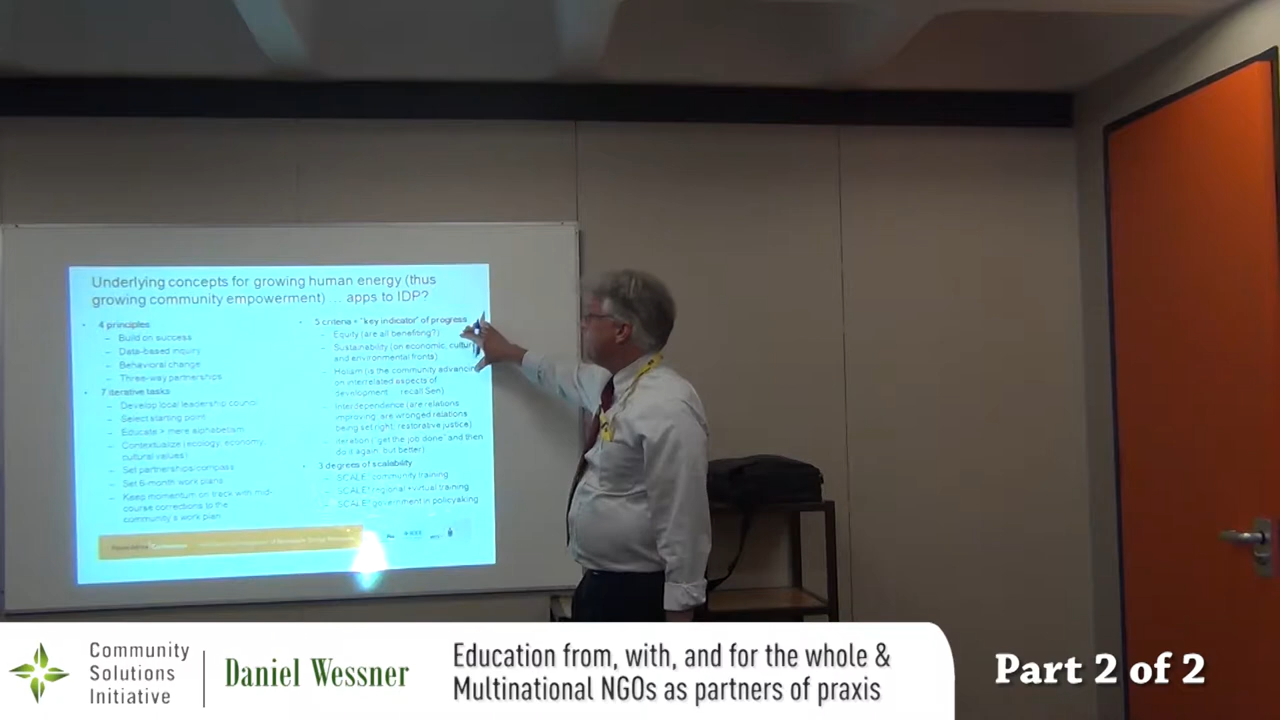 Underlying concepts for growing human energy (thus
growing community empowerment) ... apps to IDP?
• 4 principles
– Build on success
– Data-based inquiry
– Behavioral change
– Three-way partnerships
• 7 iterative tasks
– Develop local leadership council
– Select starting point
– Educate > mere alphabetism
– Contextualize (ecology, economy,
cultural values)
– Set partnerships/compass
– Set 6-month work plans
– Keep momentum on track with mid-
course corrections to the
community's work plan
• 5 criteria = "key indicator" of progress
– Equity (are all benefiting?)
– Sustainability (on economic, cultur
and environmental fronts)
– Holism (is the community advancing
on interrelated aspects of
development ... recall Sen)
– Interdependence (are relations
improving; are wronged relations
being set right; restorative justice)
– Iteration ("get the job done" and then
do it again, but better)
• 3 degrees of scalability
– SCALE¹ community training
– SCALE² regional +virtual training
– SCALE³ government in policyaking
Community
Solutions
Initiative
Daniel Wessner
Education from, with, and for the whole &
Multinational NGOs as partners of praxis
Part 2 of 2